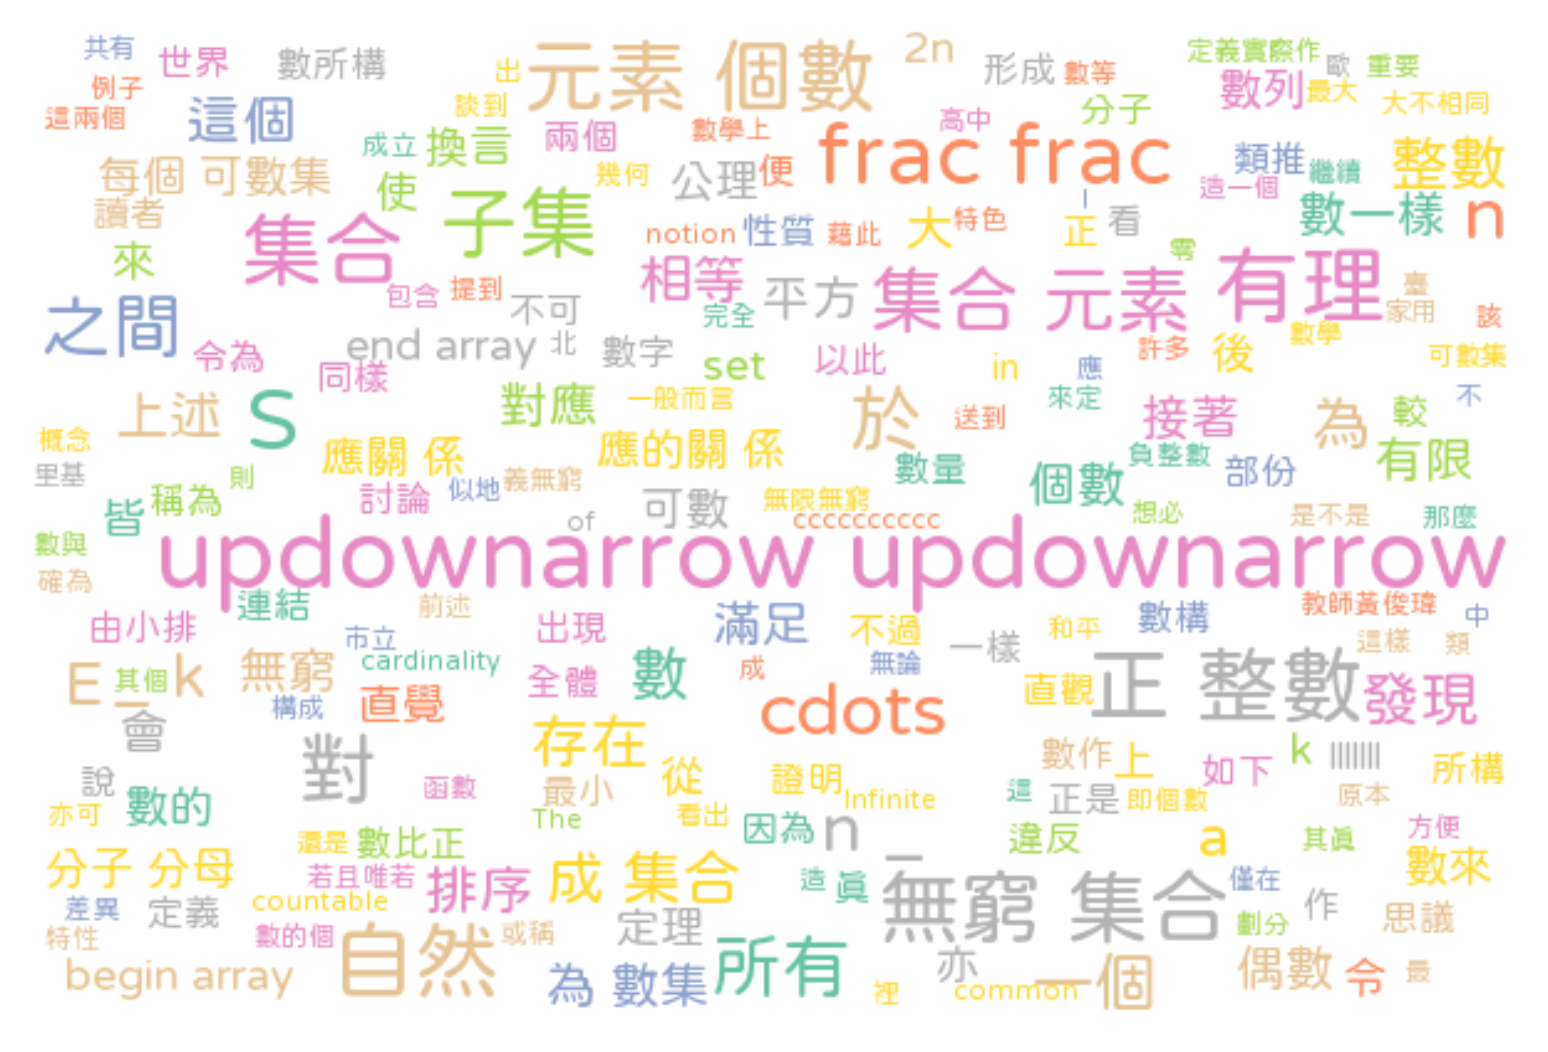 共有 世界 數所構 出 元素 個數 2n 形成 數等 定義實際作 歐 重要
例子 這個 談到 分子 數列 最大 大不相同
這兩個 成立 換言 兩個 數學上 frac frac 高中 類推 繼續 整數
每個 可數集 使 子集 幾何 公理 便 這一個
讀者 集合 notion 性質 藉此 大 特色 正 看 數一樣 n
來 包含 提到 相等 平方 集合 元素 零 有理 臺
之間 不可 完全 家用 該
令為 end array 北 數字 set 以此 in 應 許多 後 數學 可數集
同樣 對應 一般而言 於 送到 來定 接著 為 較 不
上述 S
概念 應關 係 應的關 係 數量 個數 負整數 部份 有限
里基 稱為 則 討論 似地 義無窮 可數 無限無窮
皆 of cccccccccc 想必 是不是 那麼
數與 updownarrow updownarrow
確為 連結 前述 滿足 不過 和平 數構 教師黃俊瑋 中
由小排 市立 出現 一樣 這樣 類
E_k 其個 無窮 cardinality 全體 數 成 無論 直觀 正 整數 發現
構成 直覺 cdots
會 對 存在 數作 上 如下 k lllllll 所構
說 函數 最小 從 證明 Infinite 這 正是 即個數 原本
亦可 數的 The 看出 因為 n_ 違反 a 其真 方便
還是 數比正 數來
分子 分母 若且唯若 排序 成 集合 造 真 無窮 集合 僅在
差異 定義 countable 定理 劃分 作 思議
特性 數的個 自然 或稱 所有 亦
begin array 為 數集 裡 common 一個 偶數 令 最